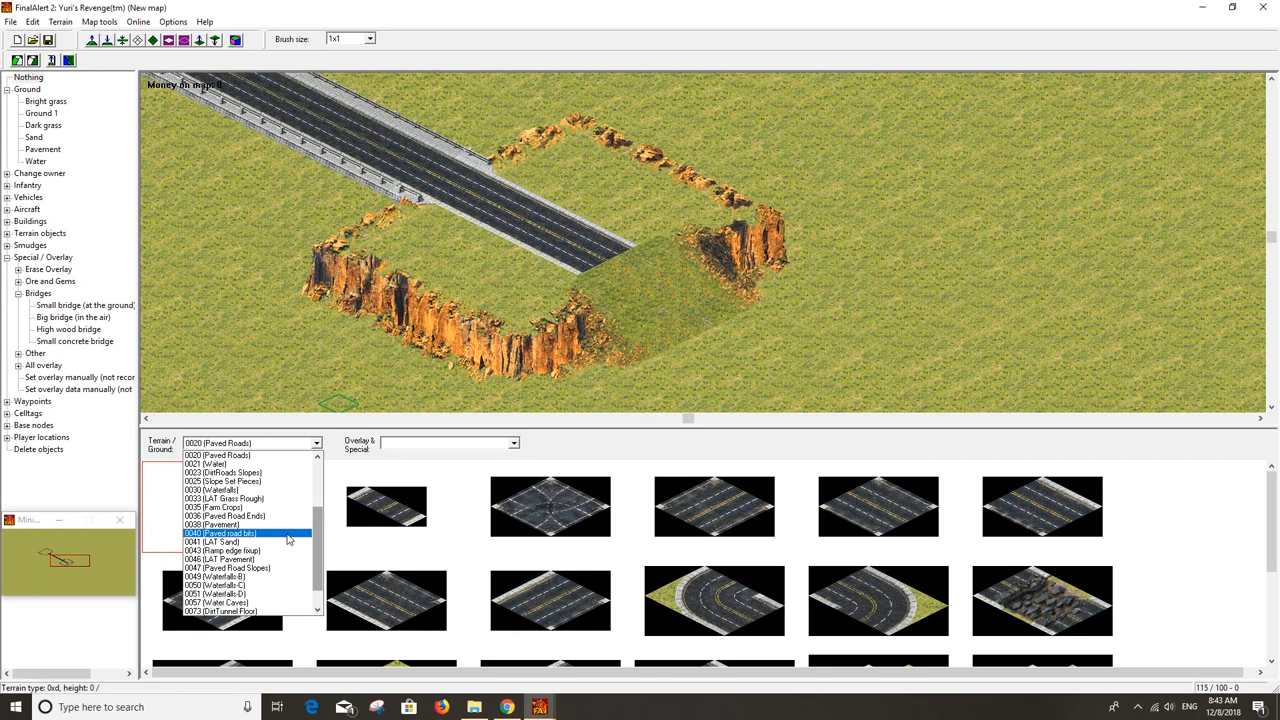 FinalAlert 2: Yuri's Revenge(tm) (New map)
File Edit Terrain Map tools Online Options Help
Brush size: 1x1
Nothing
Ground
Bright grass
Ground 1
Dark grass
Sand
Pavement
Water
Change owner
Infantry
Vehicles
Aircraft
Buildings
Terrain objects
Smudges
Special / Overlay
Erase Overlay
Ore and Gems
Bridges
Small bridge (at the ground)
Big bridge (in the air)
High wood bridge
Small concrete bridge
Other
All overlay
Set overlay manually (not recor
Set overlay data manually (not
Waypoints
Celltags
Base nodes
Player locations
Delete objects
Money on map: 0
Terrain / Ground: 0020 (Paved Roads)
Overlay & Special:
0020 (Paved Roads)
0021 (Water)
0023 (DirtRoads Slopes)
0025 (Slope Set Pieces)
0030 (Waterfalls)
0033 (LAT Grass Rough)
0035 (Farm Crops)
0036 (Paved Road Ends)
0038 (Pavement)
0040 (Paved road bits)
0041 (LAT Sand)
0043 (Ramp edge fixup)
0046 (LAT Pavement)
0047 (Paved Road Slopes)
0049 (Waterfalls-B)
0050 (Waterfalls-C)
0051 (Waterfalls-D)
0057 (Water Caves)
0073 (DirtTunnel Floor)
Mini...
Terrain type: 0xd, height: 0 /
115 / 100 - 0
Type here to search
ENG
8:43 AM
12/8/2018